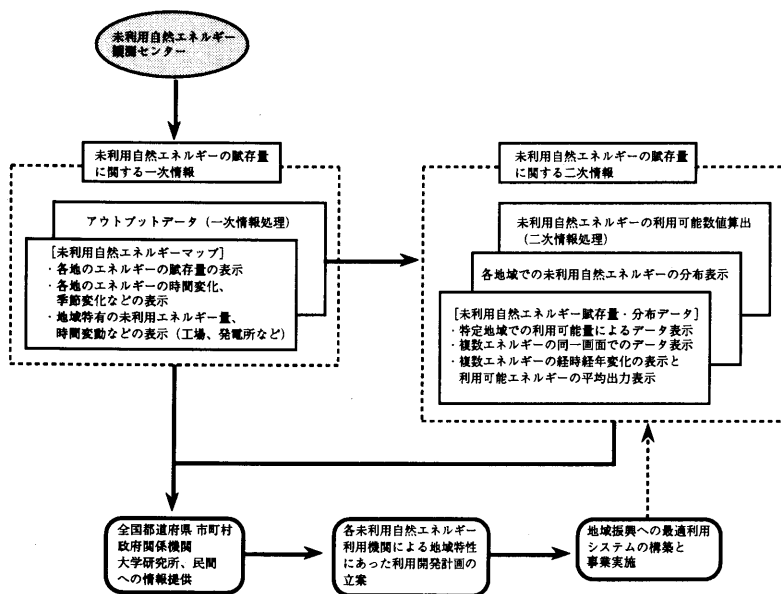 未利用自然エネルギー
観測センター
未利用自然エネルギーの賦存量
に関する一次情報
アウトプットデータ（一次情報処理）
［未利用自然エネルギーマップ］
・各地のエネルギーの賦存量の表示
・各地のエネルギーの時間変化、
季節変化などの表示
・地域特有の未利用エネルギー量、
時間変動などの表示（工場、発電所など）
未利用自然エネルギーの賦存量
に関する二次情報
未利用自然エネルギーの利用可能数値算出
（二次情報処理）
各地域での未利用自然エネルギーの分布表示
［未利用自然エネルギー賦存量・分布データ］
・特定地域での利用可能量によるデータ表示
・複数エネルギーの同一画面でのデータ表示
・複数エネルギーの経時経年変化の表示と
利用可能エネルギーの平均出力表示
全国都道府県 市町村
政府関係機関
大学研究所、民間
への情報提供
各未利用自然エネルギー
利用機関による地域特性
にあった利用開発計画の
立案
地域振興への最適利用
システムの構築と
事業実施